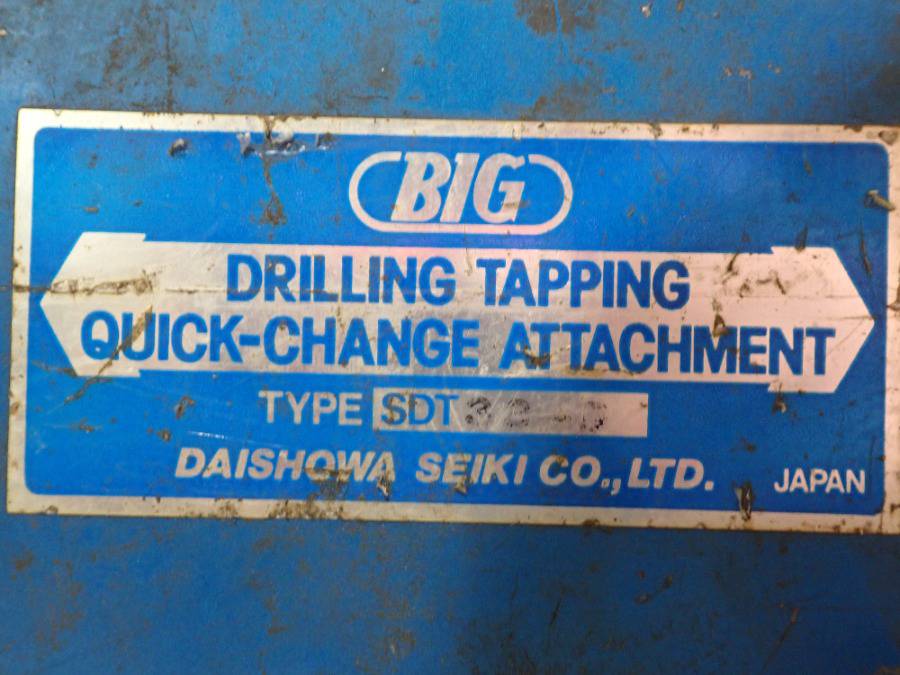 BIG
DRILLING TAPPING
QUICK-CHANGE ATTACHMENT
TYPE SDT
DAISHOWA SEIKI CO., LTD.
JAPAN